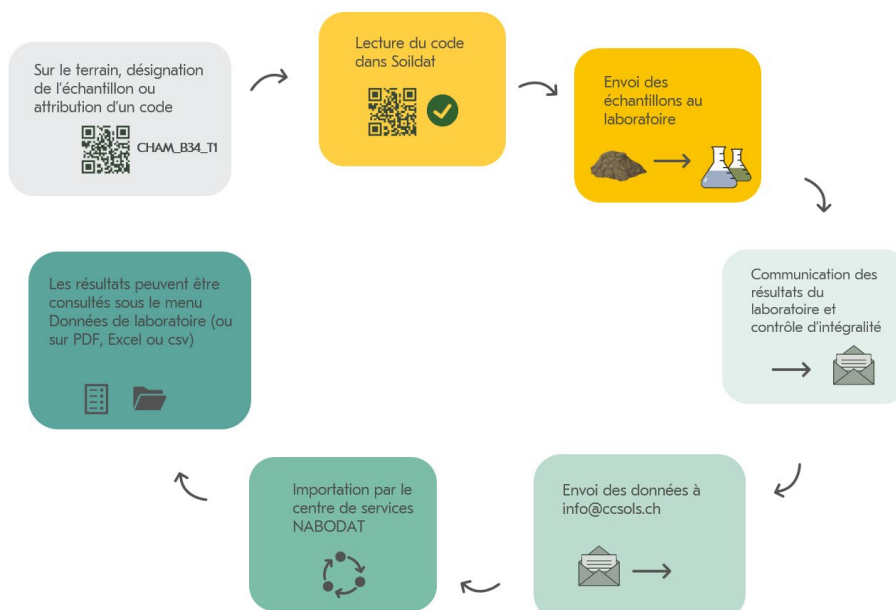 Sur le terrain, désignation
de l'échantillon ou
attribution d'un code
CHAM_B34_T1
Lecture du code
dans Soildat
Envoi des
échantillons au
laboratoire
Communication des
résultats du
laboratoire et
contrôle d'intégralité
Envoi des données à
info@ccsols.ch
Importation par le
centre de services
NABODAT
Les résultats peuvent être
consultés sous le menu
Données de laboratoire (ou
sur PDF, Excel ou csv)